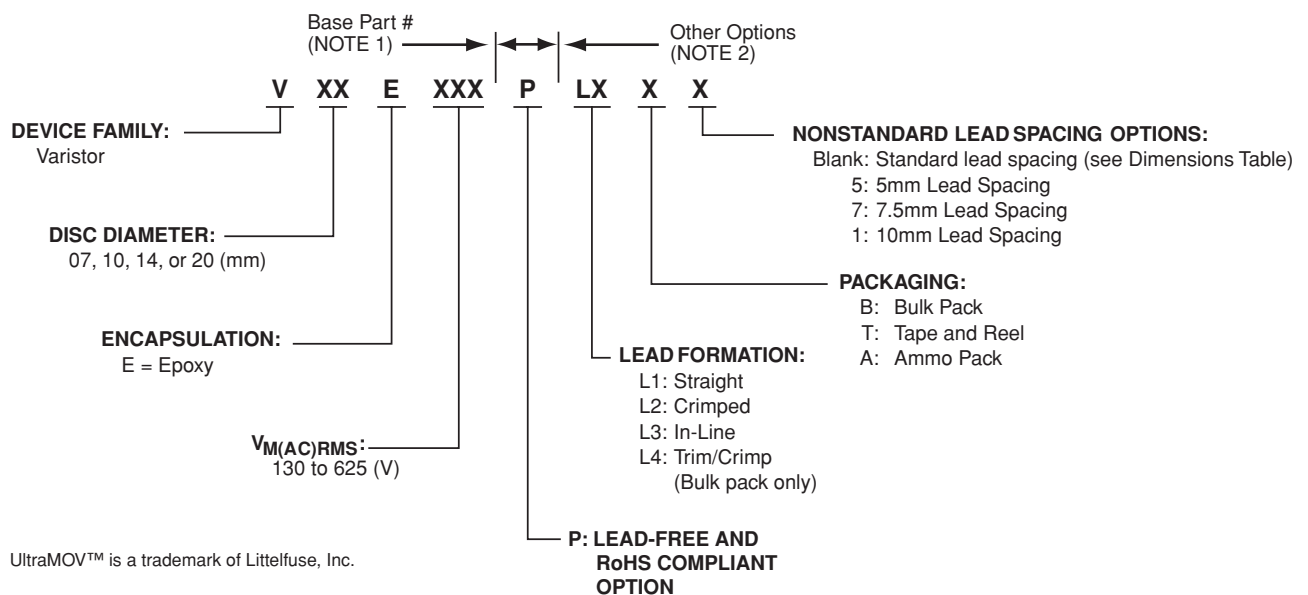 Base Part #
(NOTE 1)
Other Options
(NOTE 2)
V XX E XXX P LX X X
DEVICE FAMILY:
Varistor
DISC DIAMETER:
07, 10, 14, or 20 (mm)
ENCAPSULATION:
E = Epoxy
VM(AC)RMS:
130 to 625 (V)
NONSTANDARD LEAD SPACING OPTIONS:
Blank: Standard lead spacing (see Dimensions Table)
5: 5mm Lead Spacing
7: 7.5mm Lead Spacing
1: 10mm Lead Spacing
PACKAGING:
B: Bulk Pack
T: Tape and Reel
A: Ammo Pack
LEAD FORMATION:
L1: Straight
L2: Crimped
L3: In-Line
L4: Trim/Crimp
(Bulk pack only)
P: LEAD-FREE AND
RoHS COMPLIANT
OPTION
UltraMOV™ is a trademark of Littelfuse, Inc.